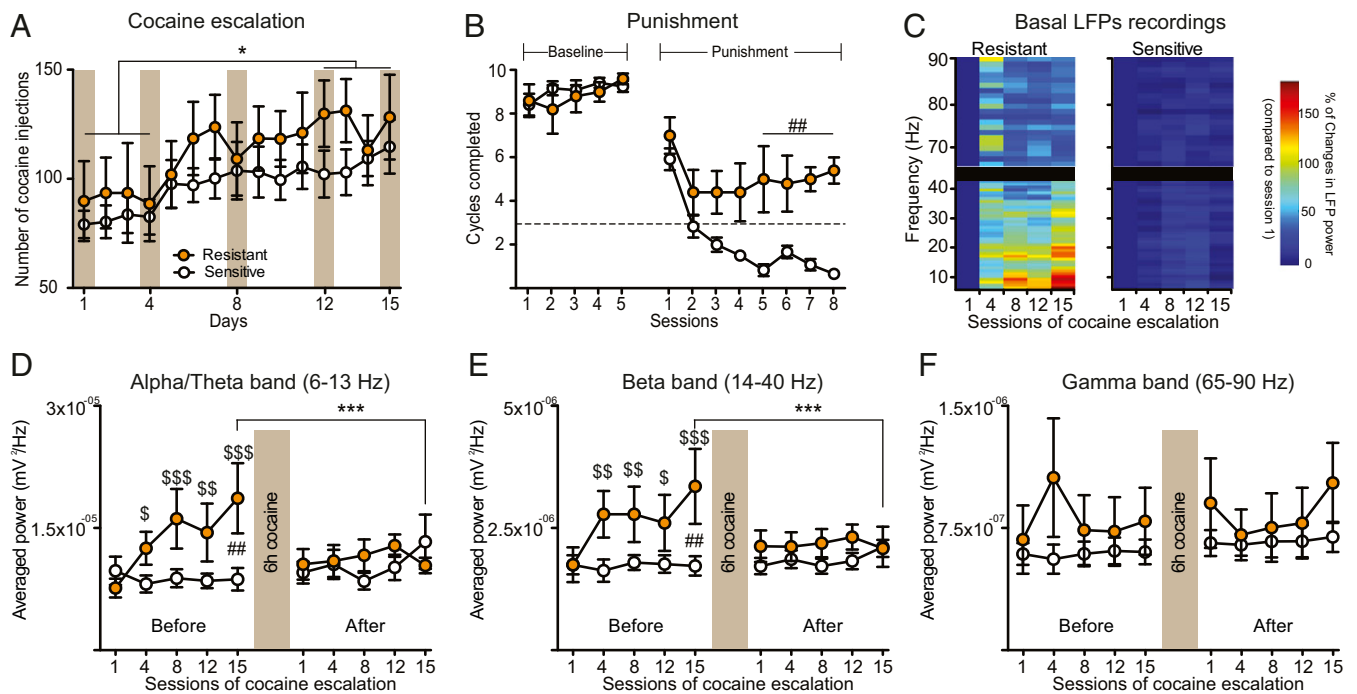 A
Cocaine escalation
*
Number of cocaine injections
150
100
50
Resistant
Sensitive
1 4 8 12 15
Days
B
Punishment
Baseline
Punishment
Cycles completed
10
8
6
4
2
##
1 2 3 4 5 1 2 3 4 5 6 7 8
Sessions
C
Basal LFPs recordings
Resistant
Sensitive
Frequency (Hz)
90
70
40
30
20
10
1 4 8 12 15 1 4 8 12 15
Sessions of cocaine escalation
150
100
50
0
% of Changes in LFP power
(compared to session 1)
D
Alpha/Theta band (6-13 Hz)
Averaged power (mV²/Hz)
3x10⁻⁰⁵
1.5x10⁻⁰⁵
***
$ $$$ $$ $$$
##
6h cocaine
Before
After
1 4 8 12 15 1 4 8 12 15
Sessions of cocaine escalation
E
Beta band (14-40 Hz)
Averaged power (mV²/Hz)
5x10⁻⁰⁶
2.5x10⁻⁰⁶
***
$$ $$ $ $$$
##
6h cocaine
Before
After
1 4 8 12 15 1 4 8 12 15
Sessions of cocaine escalation
F
Gamma band (65-90 Hz)
Averaged power (mV²/Hz)
1.5x10⁻⁰⁶
7.5x10⁻⁰⁷
6h cocaine
Before
After
1 4 8 12 15 1 4 8 12 15
Sessions of cocaine escalation